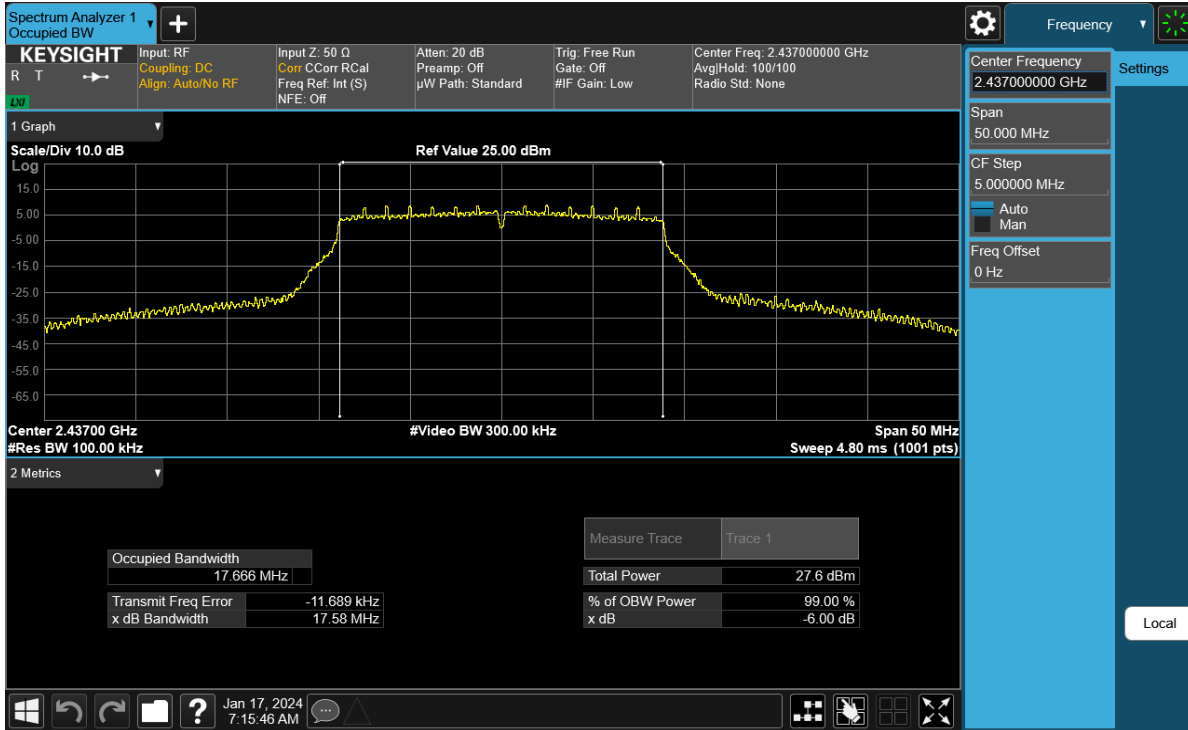 Spectrum Analyzer 1
Occupied BW
Frequency
KEYSIGHT
R T
LXI
Input: RF
Coupling: DC
Align: Auto/No RF
Input Z: 50 Ω
Corr CCorr RCal
Freq Ref: Int (S)
NFE: Off
Atten: 20 dB
Preamp: Off
µW Path: Standard
Trig: Free Run
Gate: Off
#IF Gain: Low
Center Freq: 2.437000000 GHz
Avg|Hold: 100/100
Radio Std: None
Center Frequency
2.437000000 GHz
Settings
Span
50.000 MHz
CF Step
5.000000 MHz
Auto
Man
Freq Offset
0 Hz
Local
1 Graph
Scale/Div 10.0 dB
Ref Value 25.00 dBm
Log
15.0
5.00
-5.00
-15.0
-25.0
-35.0
-45.0
-55.0
-65.0
Center 2.43700 GHz
#Video BW 300.00 kHz
Span 50 MHz
#Res BW 100.00 kHz
Sweep 4.80 ms (1001 pts)
2 Metrics
Measure Trace
Trace 1
Occupied Bandwidth
17.666 MHz
Total Power
27.6 dBm
Transmit Freq Error
-11.689 kHz
% of OBW Power
99.00 %
x dB Bandwidth
17.58 MHz
x dB
-6.00 dB
?
Jan 17, 2024
7:15:46 AM